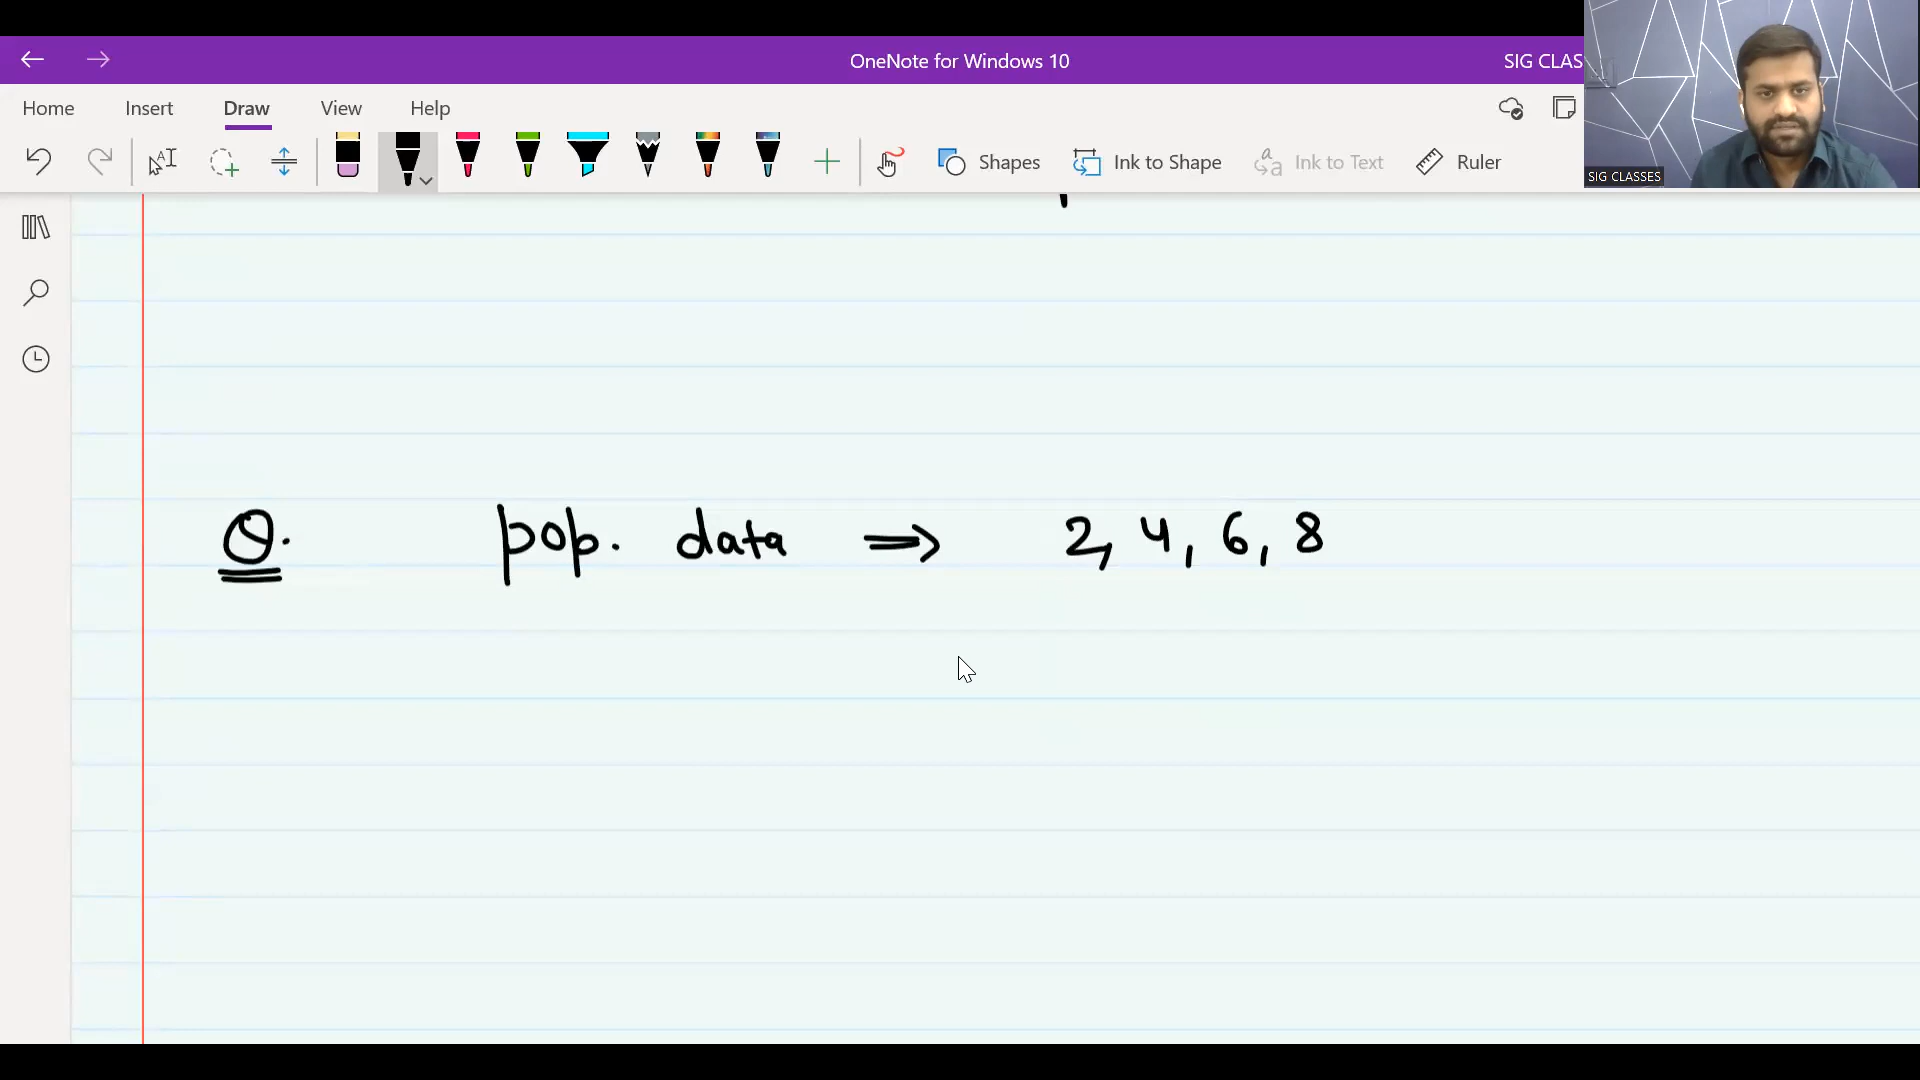 OneNote for Windows 10
SIG CLAS
Home Insert Draw View Help
Shapes Ink to Shape Ink to Text Ruler
SIG CLASSES
Q. pop. data ⇒ 2, 4, 6, 8